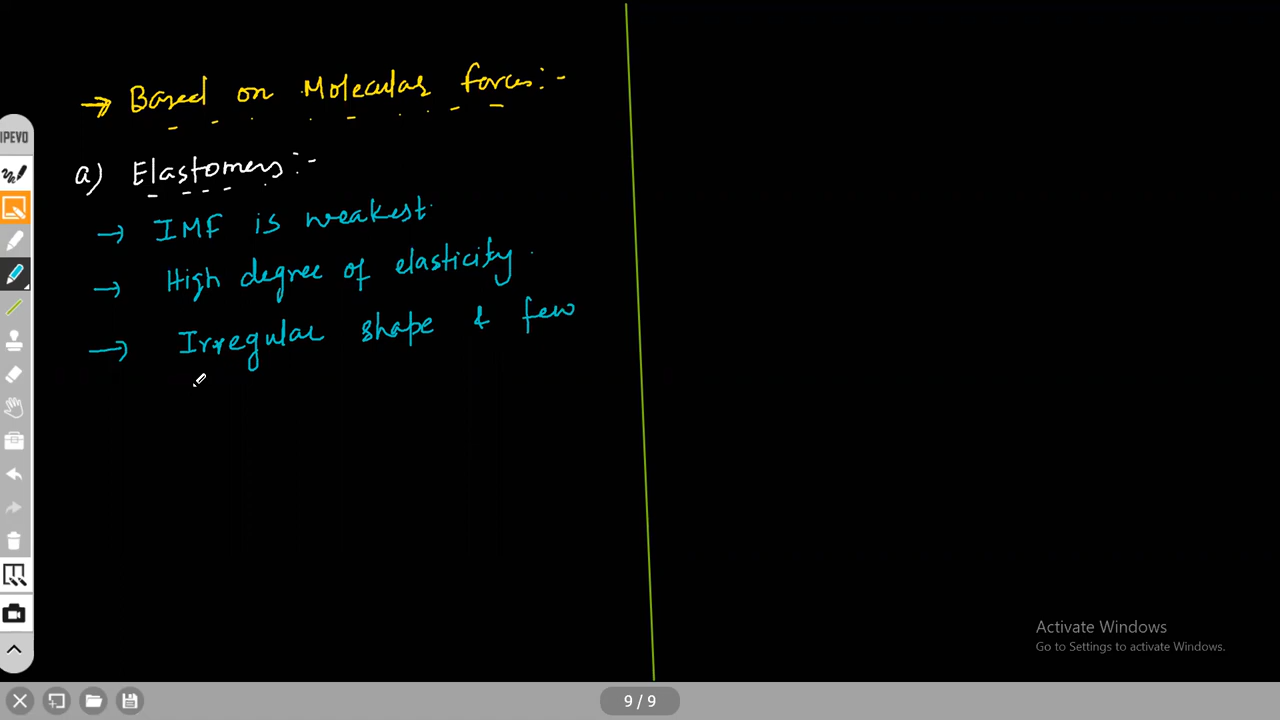 → Based on Molecular forces:-
a) Elastomers:-
→ IMF is weakest.
→ High degree of elasticity.
→ Irregular shape & few
IPEVO
Activate Windows
Go to Settings to activate Windows.
9 / 9